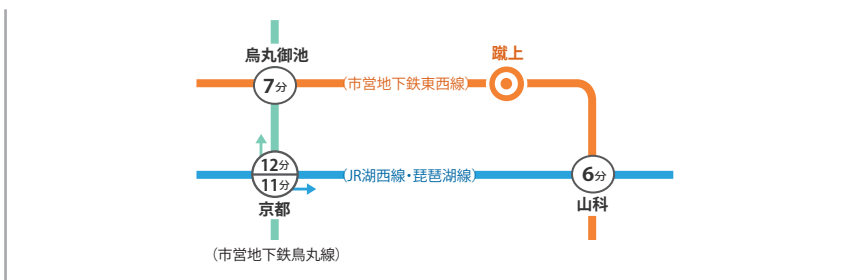 烏丸御池
蹴上
7分
(市営地下鉄東西線)
12分
11分
(JR湖西線・琵琶湖線)
6分
京都
山科
(市営地下鉄烏丸線)